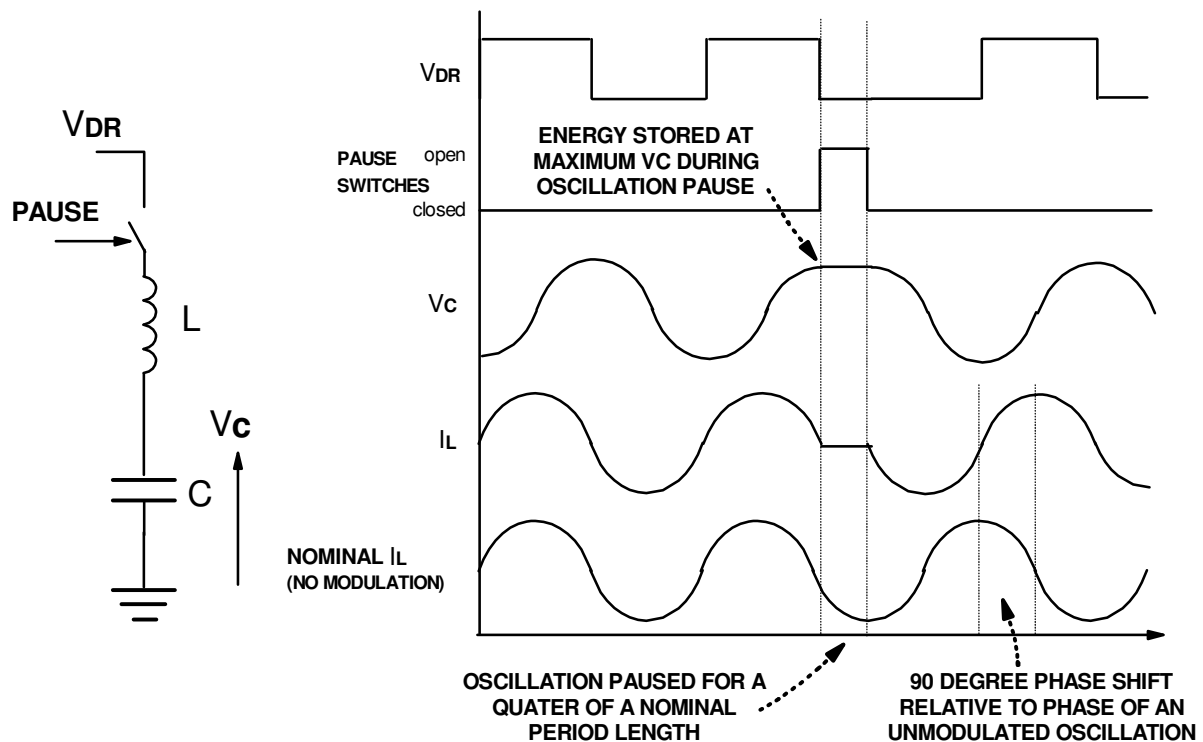 VDR
PAUSE
L
VC
C
VDR
PAUSE
SWITCHES
open
closed
ENERGY STORED AT
MAXIMUM VC DURING
OSCILLATION PAUSE
VC
IL
NOMINAL IL
(NO MODULATION)
OSCILLATION PAUSED FOR A
QUATER OF A NOMINAL
PERIOD LENGTH
90 DEGREE PHASE SHIFT
RELATIVE TO PHASE OF AN
UNMODULATED OSCILLATION